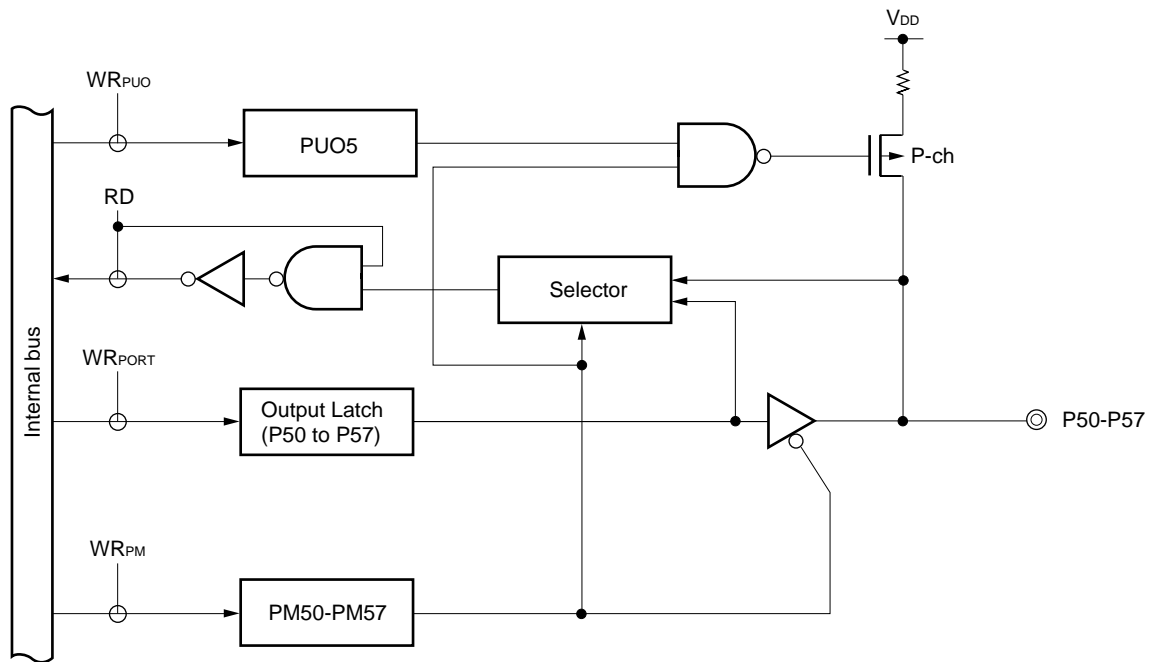 VDD
WRPUO
PUO5
P-ch
RD
Selector
Internal bus
WRPORT
Output Latch
(P50 to P57)
P50-P57
WRPM
PM50-PM57